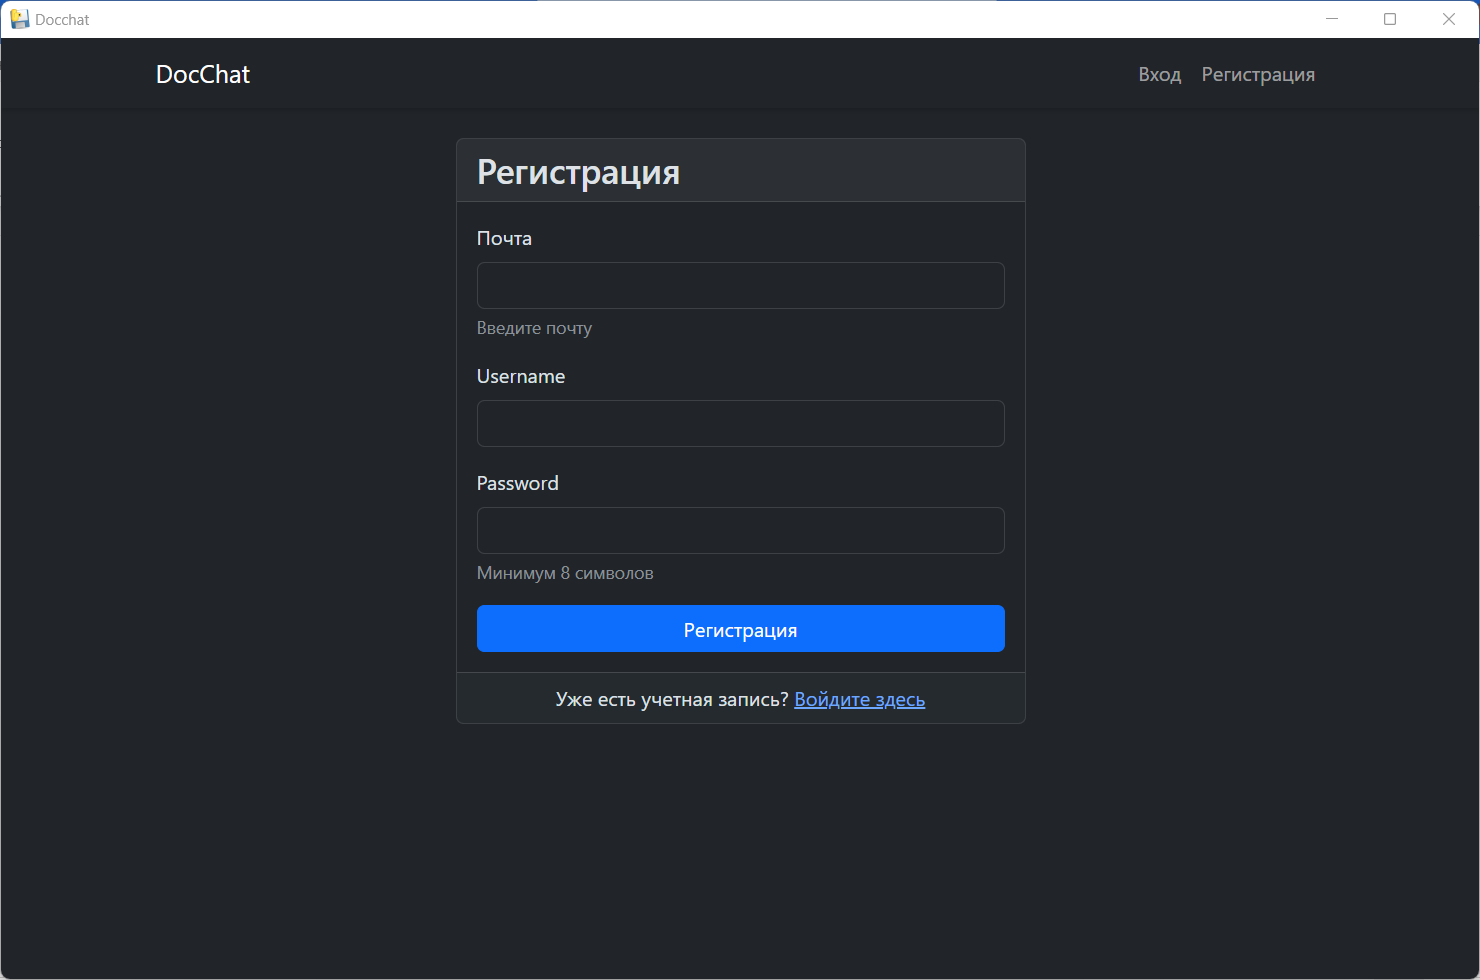 Docchat
DocChat
Вход Регистрация
Регистрация
Почта
Введите почту
Username
Password
Минимум 8 символов
Регистрация
Уже есть учетная запись? Войдите здесь